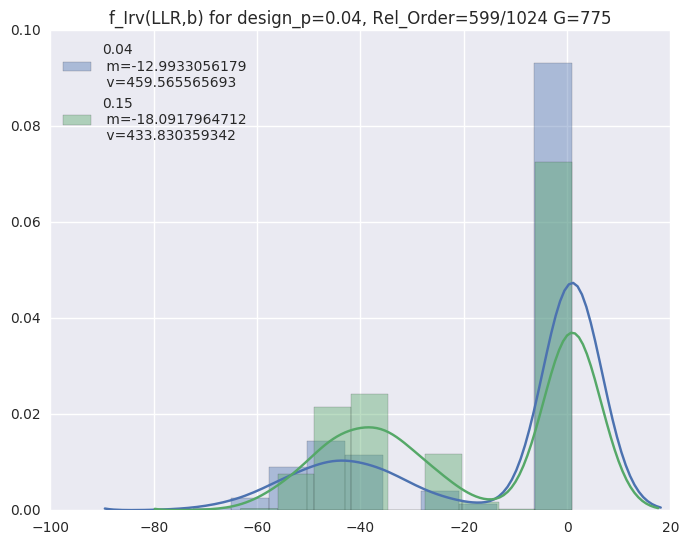 f_Irv(LLR,b) for design_p=0.04, Rel_Order=599/1024 G=775
0.10
0.04
m=-12.9933056179
v=459.565565693
0.15
m=-18.0917964712
v=433.830359342
0.08
0.06
0.04
0.02
0.00
−100 −80 −60 −40 −20 0 20